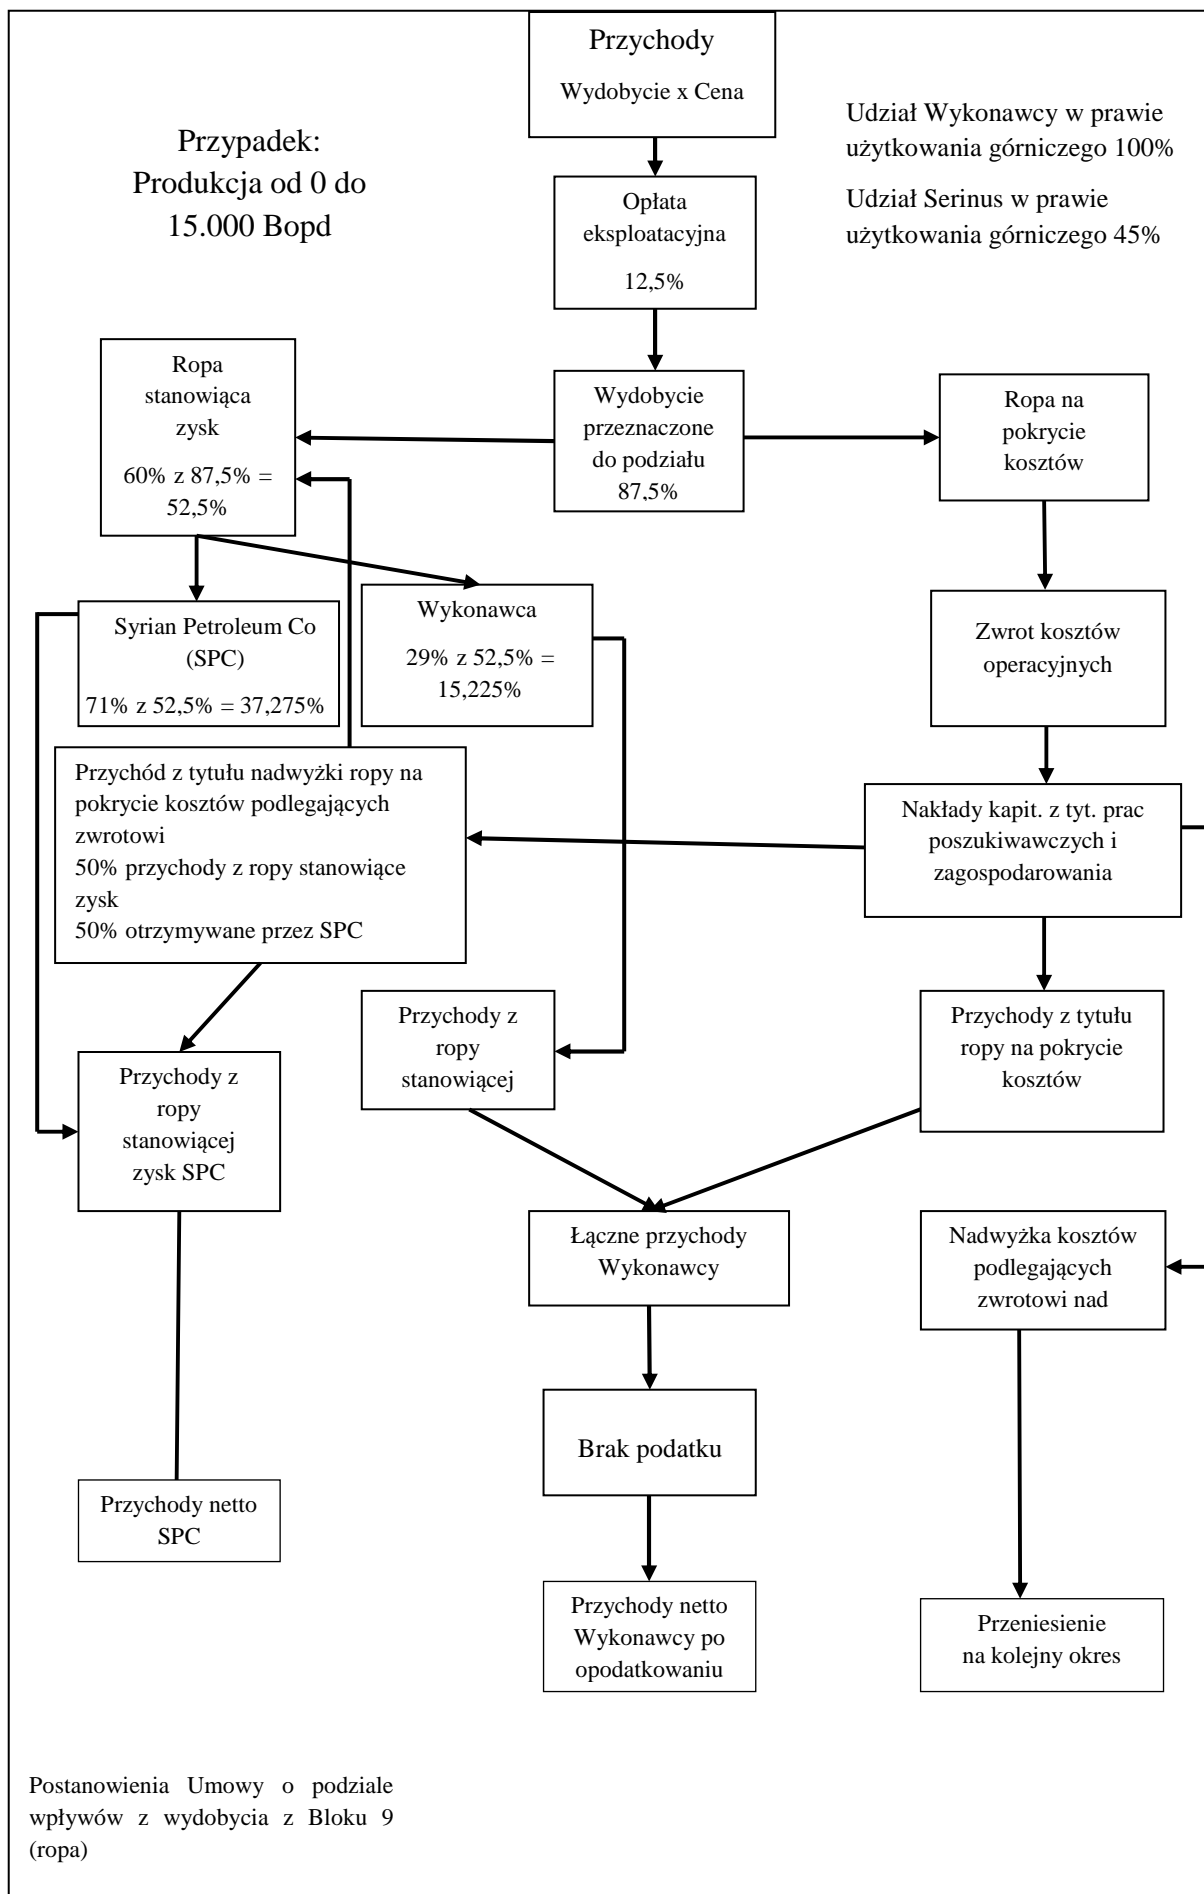 Przychody
Wydobycie x Cena
Przypadek:
Produkcja od 0 do
15.000 Bopd
Udział Wykonawcy w prawie
użytkowania górniczego 100%
Udział Serinus w prawie
użytkowania górniczego 45%
Opłata
eksploatacyjna
12,5%
Ropa
stanowiąca
zysk
60% z 87,5% =
52,5%
Wydobycie
przeznaczone
do podziału
87,5%
Ropa na
pokrycie
kosztów
Syrian Petroleum Co
(SPC)
71% z 52,5% = 37,275%
Wykonawca
29% z 52,5% =
15,225%
Zwrot kosztów
operacyjnych
Przychód z tytułu nadwyżki ropy na
pokrycie kosztów podlegających
zwrotowi
50% przychody z ropy stanowiące
zysk
50% otrzymywane przez SPC
Nakłady kapit. z tyt. prac
poszukiwawczych i
zagospodarowania
Przychody z
ropy
stanowiącej
Przychody z tytułu
ropy na pokrycie
kosztów
Przychody z
ropy
stanowiącej
zysk SPC
Łączne przychody
Wykonawcy
Nadwyżka kosztów
podlegających
zwrotowi nad
Brak podatku
Przychody netto
SPC
Przychody netto
Wykonawcy po
opodatkowaniu
Przeniesienie
na kolejny okres
Postanowienia Umowy o podziale
wpływów z wydobycia z Bloku 9
(ropa)